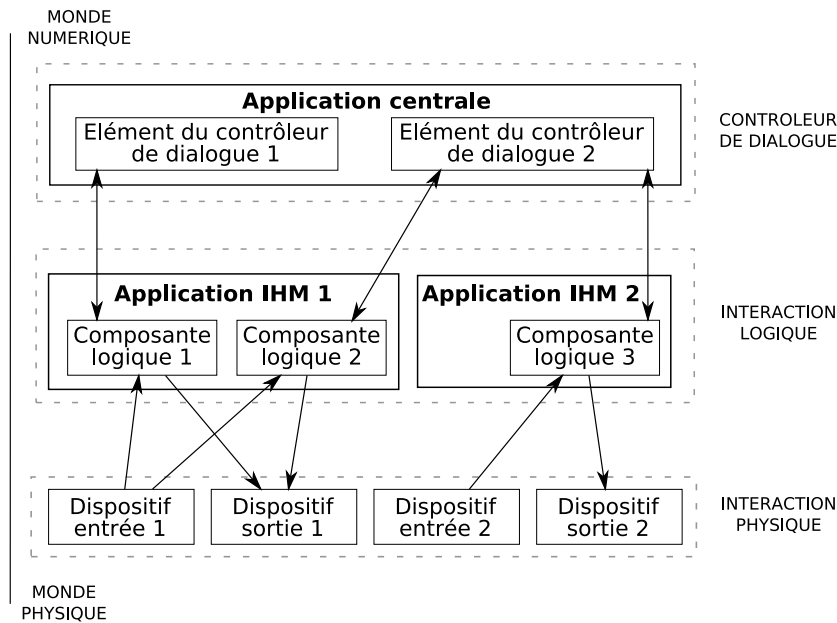 MONDE
NUMERIQUE
Application centrale
Elément du contrôleur
de dialogue 1
Elément du contrôleur
de dialogue 2
CONTROLEUR
DE DIALOGUE
Application IHM 1
Composante
logique 1
Composante
logique 2
Application IHM 2
Composante
logique 3
INTERACTION
LOGIQUE
Dispositif
entrée 1
Dispositif
sortie 1
Dispositif
entrée 2
Dispositif
sortie 2
INTERACTION
PHYSIQUE
MONDE
PHYSIQUE